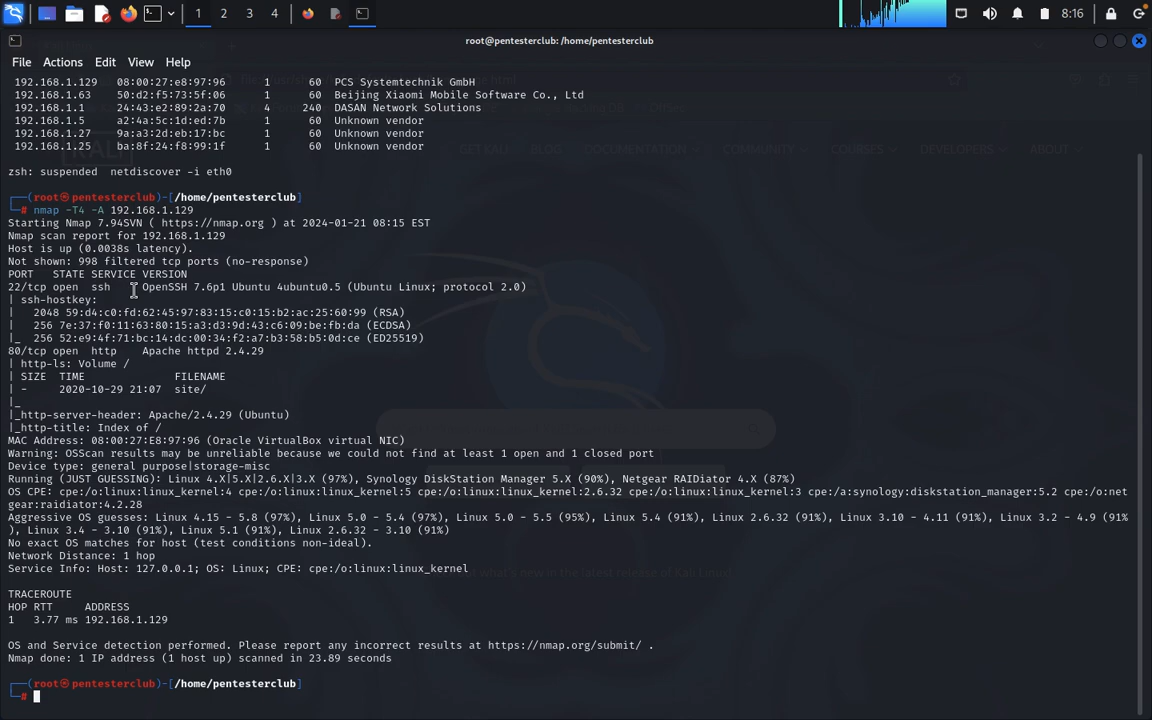 1
2
3
4
8:16
root@pentesterclub: /home/pentesterclub
File Actions Edit View Help
192.168.1.129 08:00:27:e8:97:96 1 60 PCS Systemtechnik GmbH
192.168.1.63 50:d2:f5:73:5f:06 1 60 Beijing Xiaomi Mobile Software Co., Ltd
192.168.1.1 24:43:e2:89:2a:70 4 240 DASAN Network Solutions
192.168.1.5 a2:4a:5c:1d:ed:7b 1 60 Unknown vendor
192.168.1.27 9a:a3:2d:eb:17:bc 1 60 Unknown vendor
192.168.1.25 ba:8f:24:f8:99:1f 1 60 Unknown vendor
KALI
GET KALI BLOG DOCUMENTATION COMMUNITY COURSES DEVELOPERS ABOUT
zsh: suspended netdiscover -i eth0
┌──(root㉿pentesterclub)-[/home/pentesterclub]
└─# nmap -T4 -A 192.168.1.129
Starting Nmap 7.94SVN ( https://nmap.org ) at 2024-01-21 08:15 EST
Nmap scan report for 192.168.1.129
Host is up (0.0038s latency).
Not shown: 998 filtered tcp ports (no-response)
PORT STATE SERVICE VERSION
22/tcp open ssh OpenSSH 7.6p1 Ubuntu 4ubuntu0.5 (Ubuntu Linux; protocol 2.0)
| ssh-hostkey:
| 2048 59:d4:c0:fd:62:45:97:83:15:c0:15:b2:ac:25:60:99 (RSA)
| 256 7e:37:f0:11:63:80:15:a3:d3:9d:43:c6:09:be:fb:da (ECDSA)
|_ 256 52:e9:4f:71:bc:14:dc:00:34:f2:a7:b3:58:b5:0d:ce (ED25519)
80/tcp open http Apache httpd 2.4.29
| http-ls: Volume /
| SIZE TIME FILENAME
| - 2020-10-29 21:07 site/
|_
|_http-server-header: Apache/2.4.29 (Ubuntu)
|_http-title: Index of /
MAC Address: 08:00:27:E8:97:96 (Oracle VirtualBox virtual NIC)
Warning: OSScan results may be unreliable because we could not find at least 1 open and 1 closed port
Device type: general purpose|storage-misc
Running (JUST GUESSING): Linux 4.X|5.X|2.6.X|3.X (97%), Synology DiskStation Manager 5.X (90%), Netgear RAIDiator 4.X (87%)
OS CPE: cpe:/o:linux:linux_kernel:4 cpe:/o:linux:linux_kernel:5 cpe:/o:linux:linux_kernel:2.6.32 cpe:/o:linux:linux_kernel:3 cpe:/a:synology:diskstation_manager:5.2 cpe:/o:net
gear:raidiator:4.2.28
Aggressive OS guesses: Linux 4.15 - 5.8 (97%), Linux 5.0 - 5.4 (97%), Linux 5.0 - 5.5 (95%), Linux 5.4 (91%), Linux 2.6.32 (91%), Linux 3.10 - 4.11 (91%), Linux 3.2 - 4.9 (91%
), Linux 3.4 - 3.10 (91%), Linux 5.1 (91%), Linux 2.6.32 - 3.10 (91%)
No exact OS matches for host (test conditions non-ideal).
Network Distance: 1 hop
Service Info: Host: 127.0.0.1; OS: Linux; CPE: cpe:/o:linux:linux_kernel
what's new in the latest release of Kali Linux!
TRACEROUTE
HOP RTT ADDRESS
1 3.77 ms 192.168.1.129
OS and Service detection performed. Please report any incorrect results at https://nmap.org/submit/ .
Nmap done: 1 IP address (1 host up) scanned in 23.89 seconds
┌──(root㉿pentesterclub)-[/home/pentesterclub]
└─#